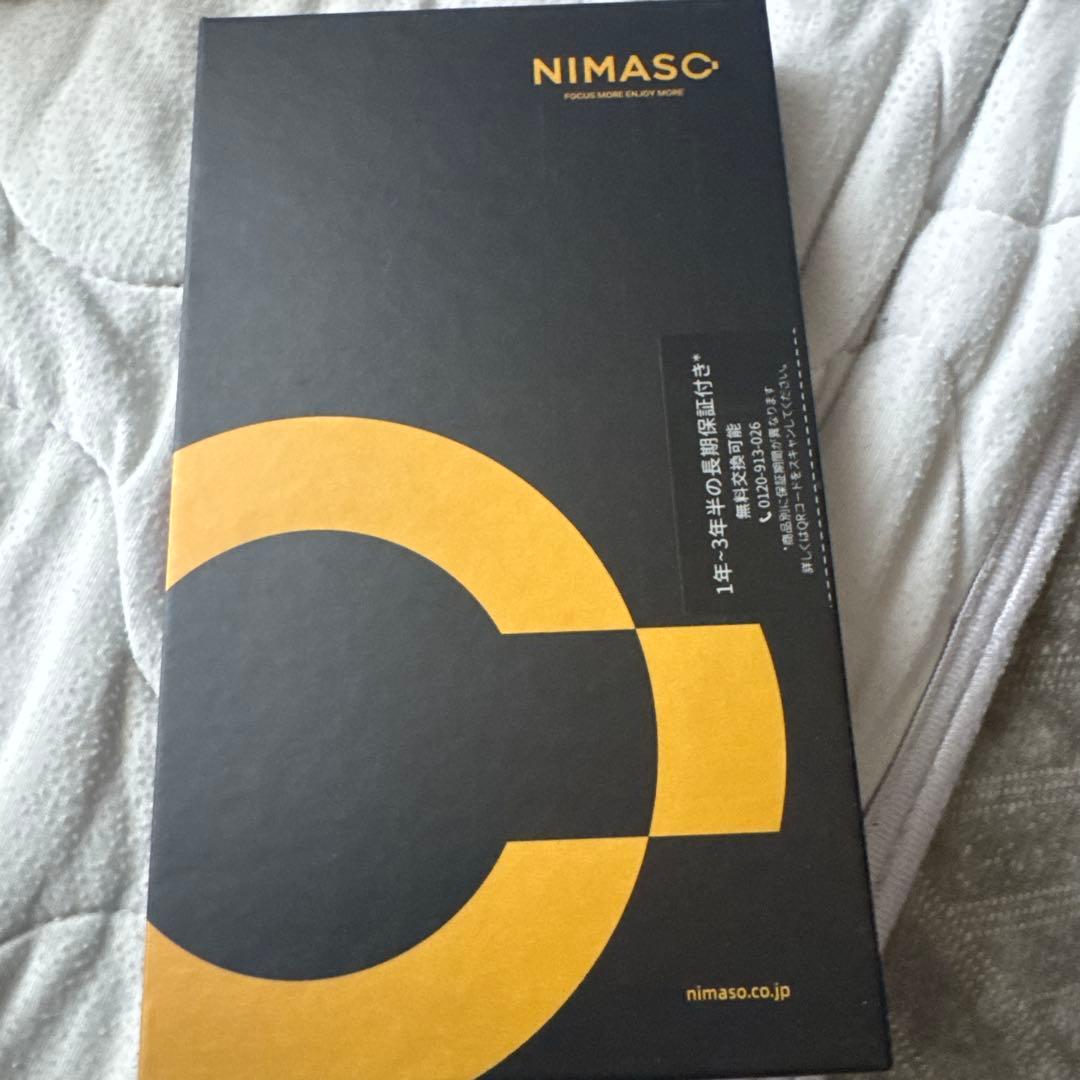 NIMASO
FOCUS MORE ENJOY MORE
1年~3年半の長期保証付き*
無料交換可能
0120-913-026
*商品別に保証期間が異なります
詳しくはQRコードをスキャンしてください。
nimaso.co.jp